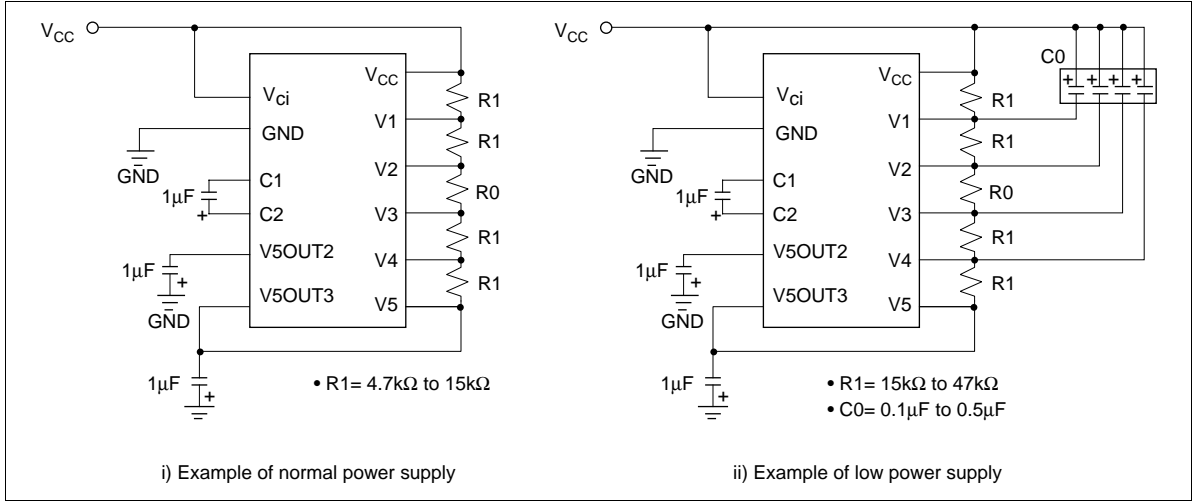 VCC
VCC
Vci
R1
V1
GND
R1
GND
V2
C1
1μF
R0
+
C2
V3
R1
V5OUT2
V4
1μF
+
R1
V5OUT3
GND
V5
1μF
+
• R1= 4.7kΩ to 15kΩ
i) Example of normal power supply
VCC
C0
VCC
+ + + +
Vci
R1
V1
GND
R1
GND
V2
C1
1μF
R0
+
C2
V3
R1
V5OUT2
V4
1μF
+
R1
V5OUT3
GND
V5
1μF
+
• R1= 15kΩ to 47kΩ
• C0= 0.1μF to 0.5μF
ii) Example of low power supply